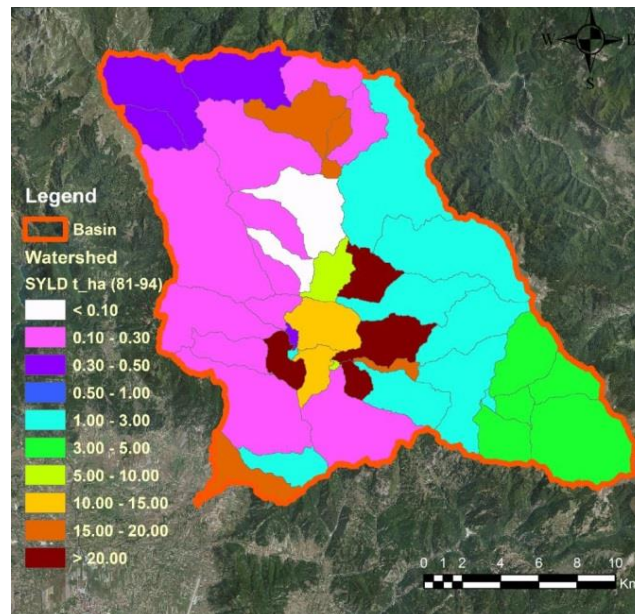 W E
S
Legend
Basin
Watershed
SYLD t_ha (81-94)
< 0.10
0.10 - 0.30
0.30 - 0.50
0.50 - 1.00
1.00 - 3.00
3.00 - 5.00
5.00 - 10.00
10.00 - 15.00
15.00 - 20.00
> 20.00
0 1 2 4 6 8 10
Km